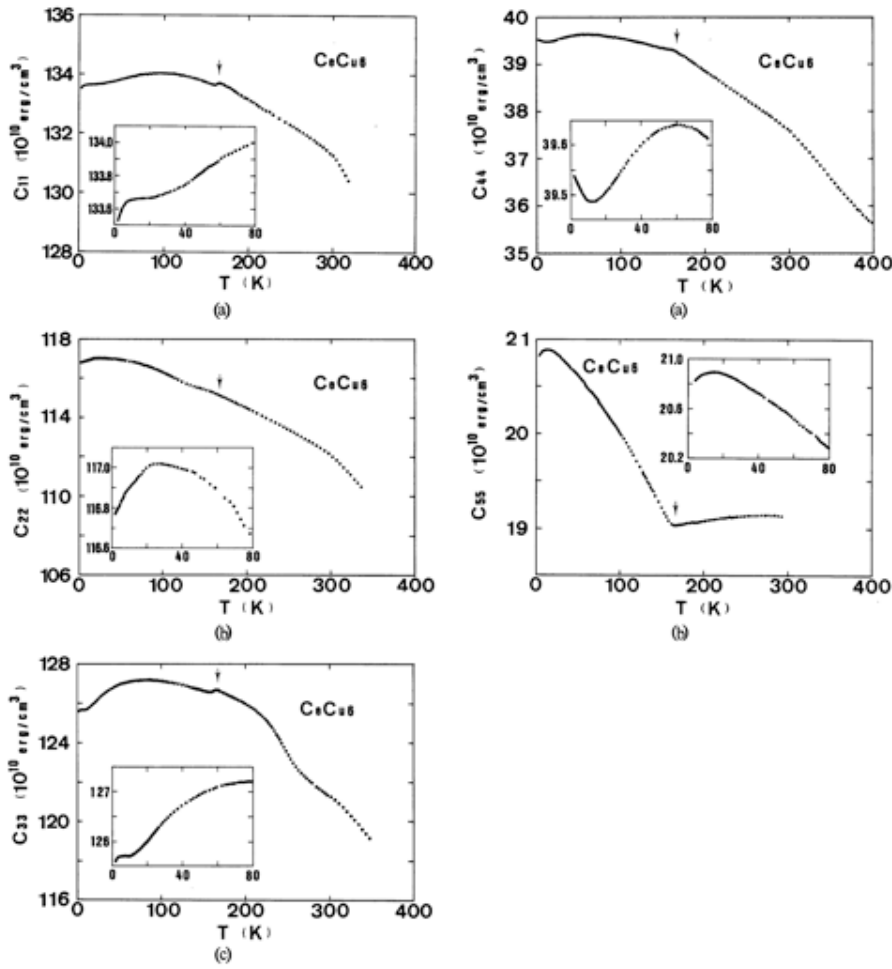 136
134
132
130
128
C11 (10^10 erg/cm^3)
CeCu6
134.0
133.8
133.6
0 40 80
0 100 200 300 400
T (K)
(a)
118
114
110
106
C22 (10^10 erg/cm^3)
CeCu6
117.0
116.8
116.6
0 40 80
0 100 200 300 400
T (K)
(b)
128
124
120
116
C33 (10^10 erg/cm^3)
CeCu6
127
126
0 40 80
0 100 200 300 400
T (K)
(c)
40
39
38
37
36
35
C44 (10^10 erg/cm^3)
CeCu6
39.6
39.5
0 40 80
0 100 200 300 400
T (K)
(a)
21
20
19
C55 (10^10 erg/cm^3)
CeCu6
21.0
20.6
20.2
0 40 80
0 100 200 300 400
T (K)
(b)